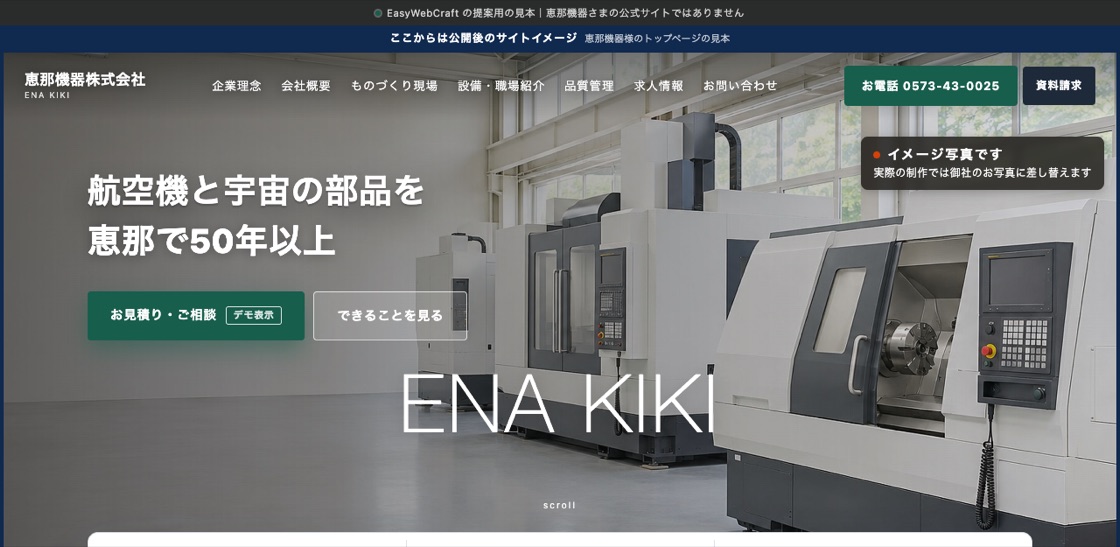 EasyWebCraft の提案用の見本｜恵那機器さまの公式サイトではありません
ここからは公開後のサイトイメージ 恵那機器様のトップページの見本
恵那機器株式会社
ENA KIKI
企業理念 会社概要 ものづくり現場 設備・職場紹介 品質管理 求人情報 お問い合わせ
お電話 0573-43-0025
資料請求
イメージ写真です
実際の制作では御社のお写真に差し替えます
航空機と宇宙の部品を
恵那で50年以上
お見積り・ご相談 デモ表示
できることを見る
ENA KIKI
scroll